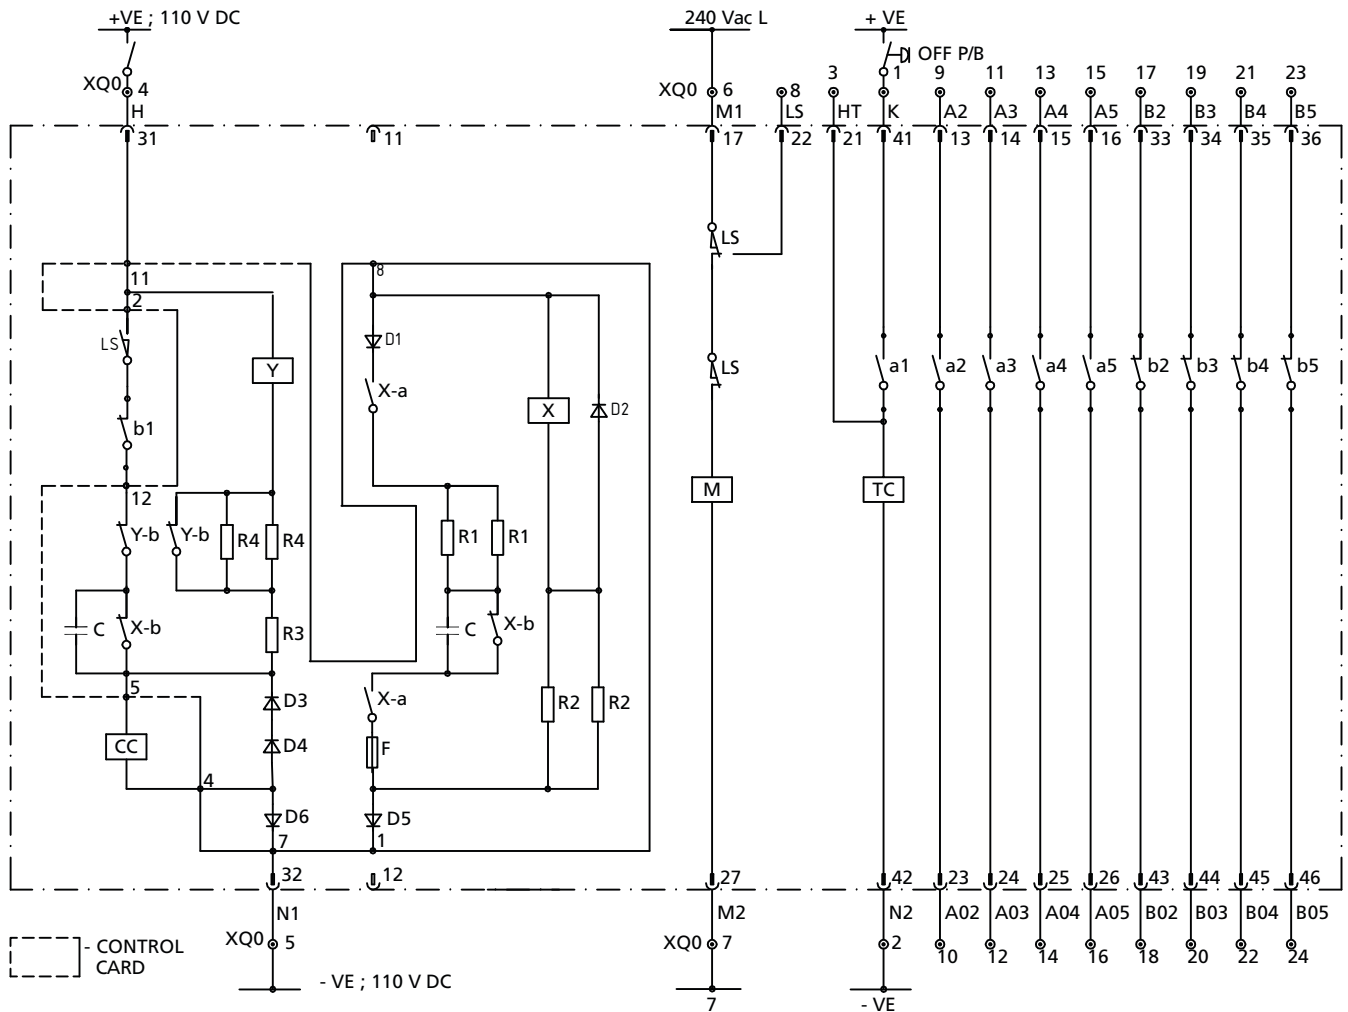 +VE ; 110 V DC
240 Vac L
+ VE
OFF P/B
XQ0 4
XQ0 6
8
3
1
9
11
13
15
17
19
21
23
H
M1
LS
HT
K
A2
A3
A4
A5
B2
B3
B4
B5
31
11
17
22
21
41
13
14
15
16
33
34
35
36
LS
11
8
2
LS
D1
LS
Y
X-a
X
D2
a1
a2
a3
a4
a5
b2
b3
b4
b5
b1
12
M
TC
Y-b
Y-b
R4
R4
R1
R1
C
X-b
R3
C
X-b
5
D3
X-a
R2
R2
CC
D4
F
4
D6
D5
7
1
32
12
27
42
23
24
25
26
43
44
45
46
N1
M2
N2
A02
A03
A04
A05
B02
B03
B04
B05
XQ0 5
XQ0 7
2
10
12
14
16
18
20
22
24
- CONTROL
CARD
- VE ; 110 V DC
7
- VE